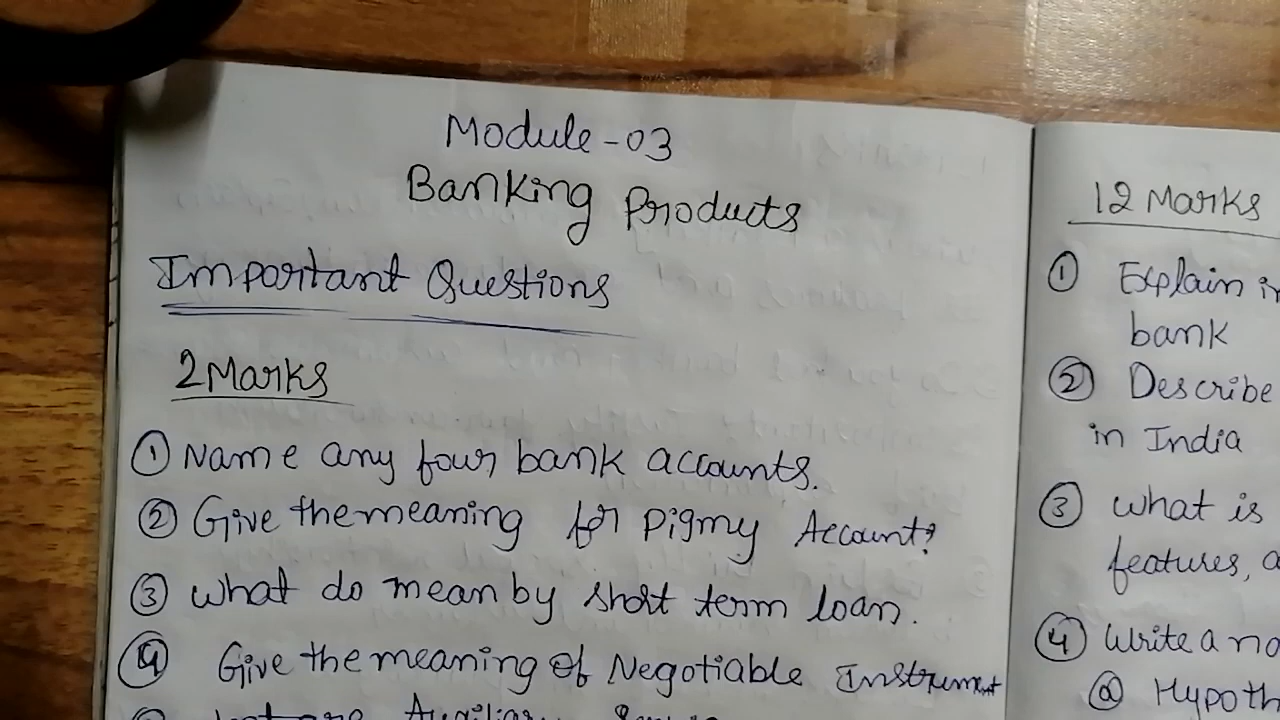 Module-03
Banking Products
Important Questions
2 Marks
① Name any four bank accounts.
② Give the meaning for Pigmy Account?
③ What do mean by short term loan.
④ Give the meaning of Negotiable Instrument
Auxiliary
12 Marks
① Explain
bank
② Describe
in India
③ What is
features,
④ Write a
ⓐ